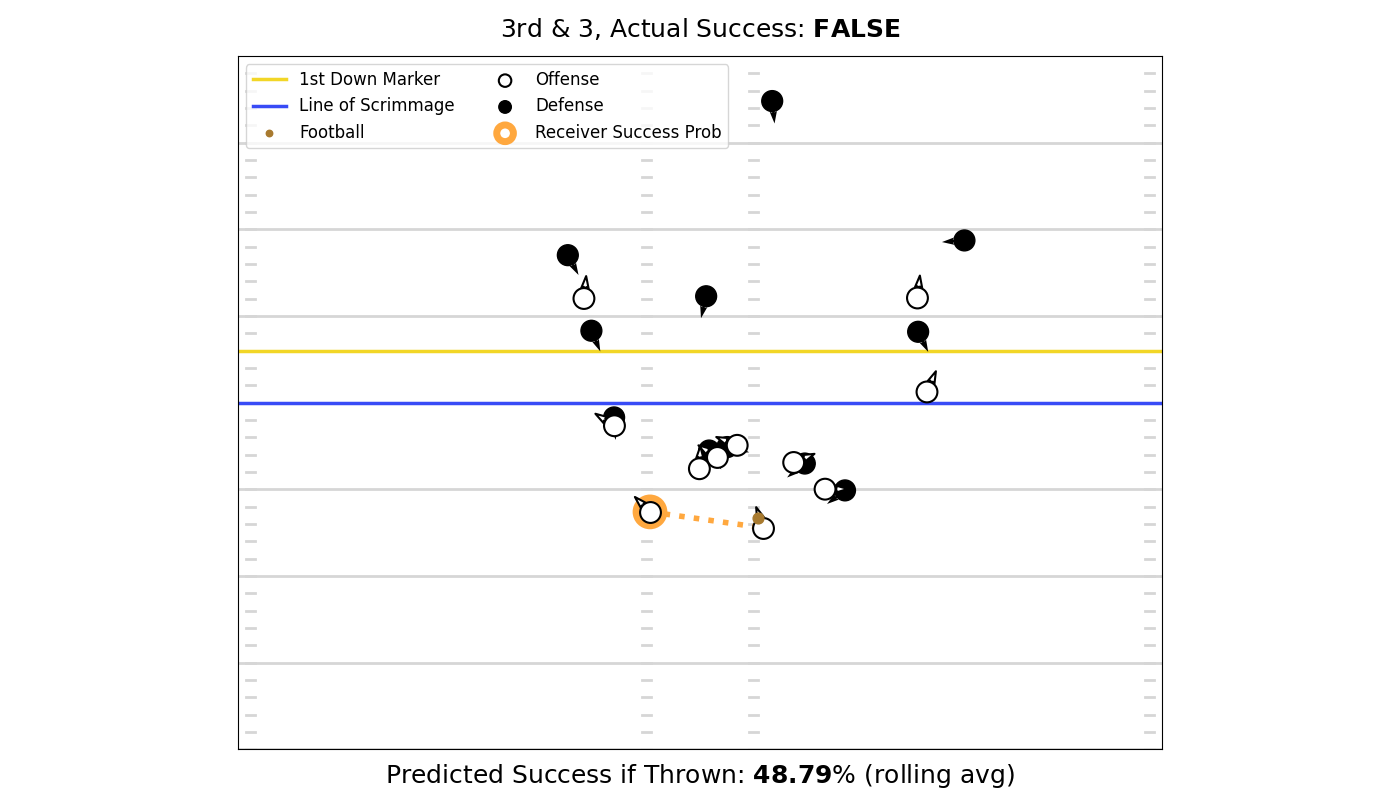 3rd & 3, Actual Success: FALSE
1st Down Marker
Line of Scrimmage
Football
Offense
Defense
Receiver Success Prob
Predicted Success if Thrown: 48.79% (rolling avg)